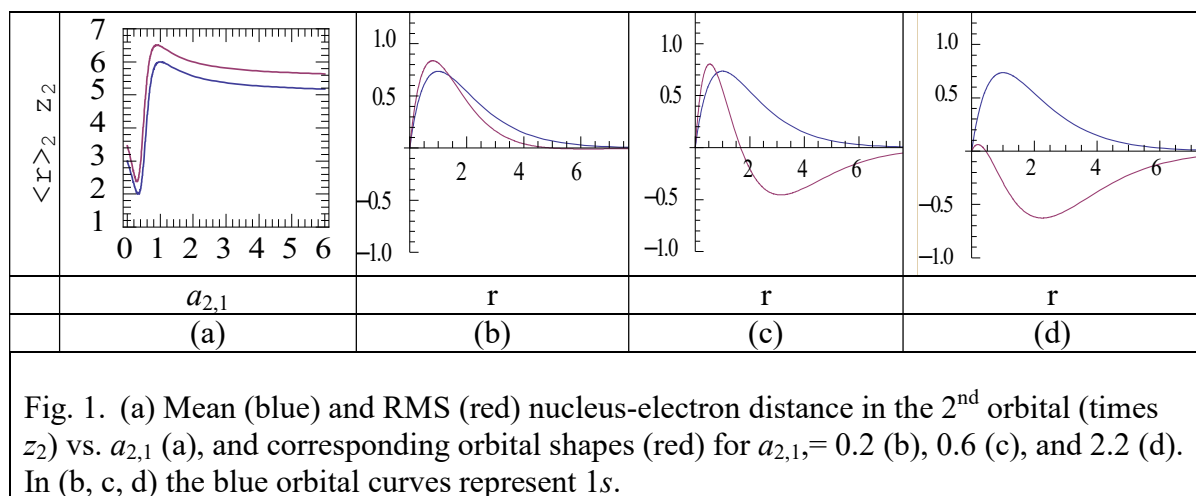 <r>₂ z₂
7
6
5
4
3
2
1
0 1 2 3 4 5 6
1.0
0.5
−0.5
−1.0
2 4 6
1.0
0.5
−0.5
−1.0
2 4 6
1.0
0.5
−0.5
−1.0
2 4 6
a₂,₁ r r r
(a) (b) (c) (d)
Fig. 1. (a) Mean (blue) and RMS (red) nucleus-electron distance in the 2ⁿᵈ orbital (times
z₂) vs. a₂,₁ (a), and corresponding orbital shapes (red) for a₂,₁,= 0.2 (b), 0.6 (c), and 2.2 (d).
In (b, c, d) the blue orbital curves represent 1s.